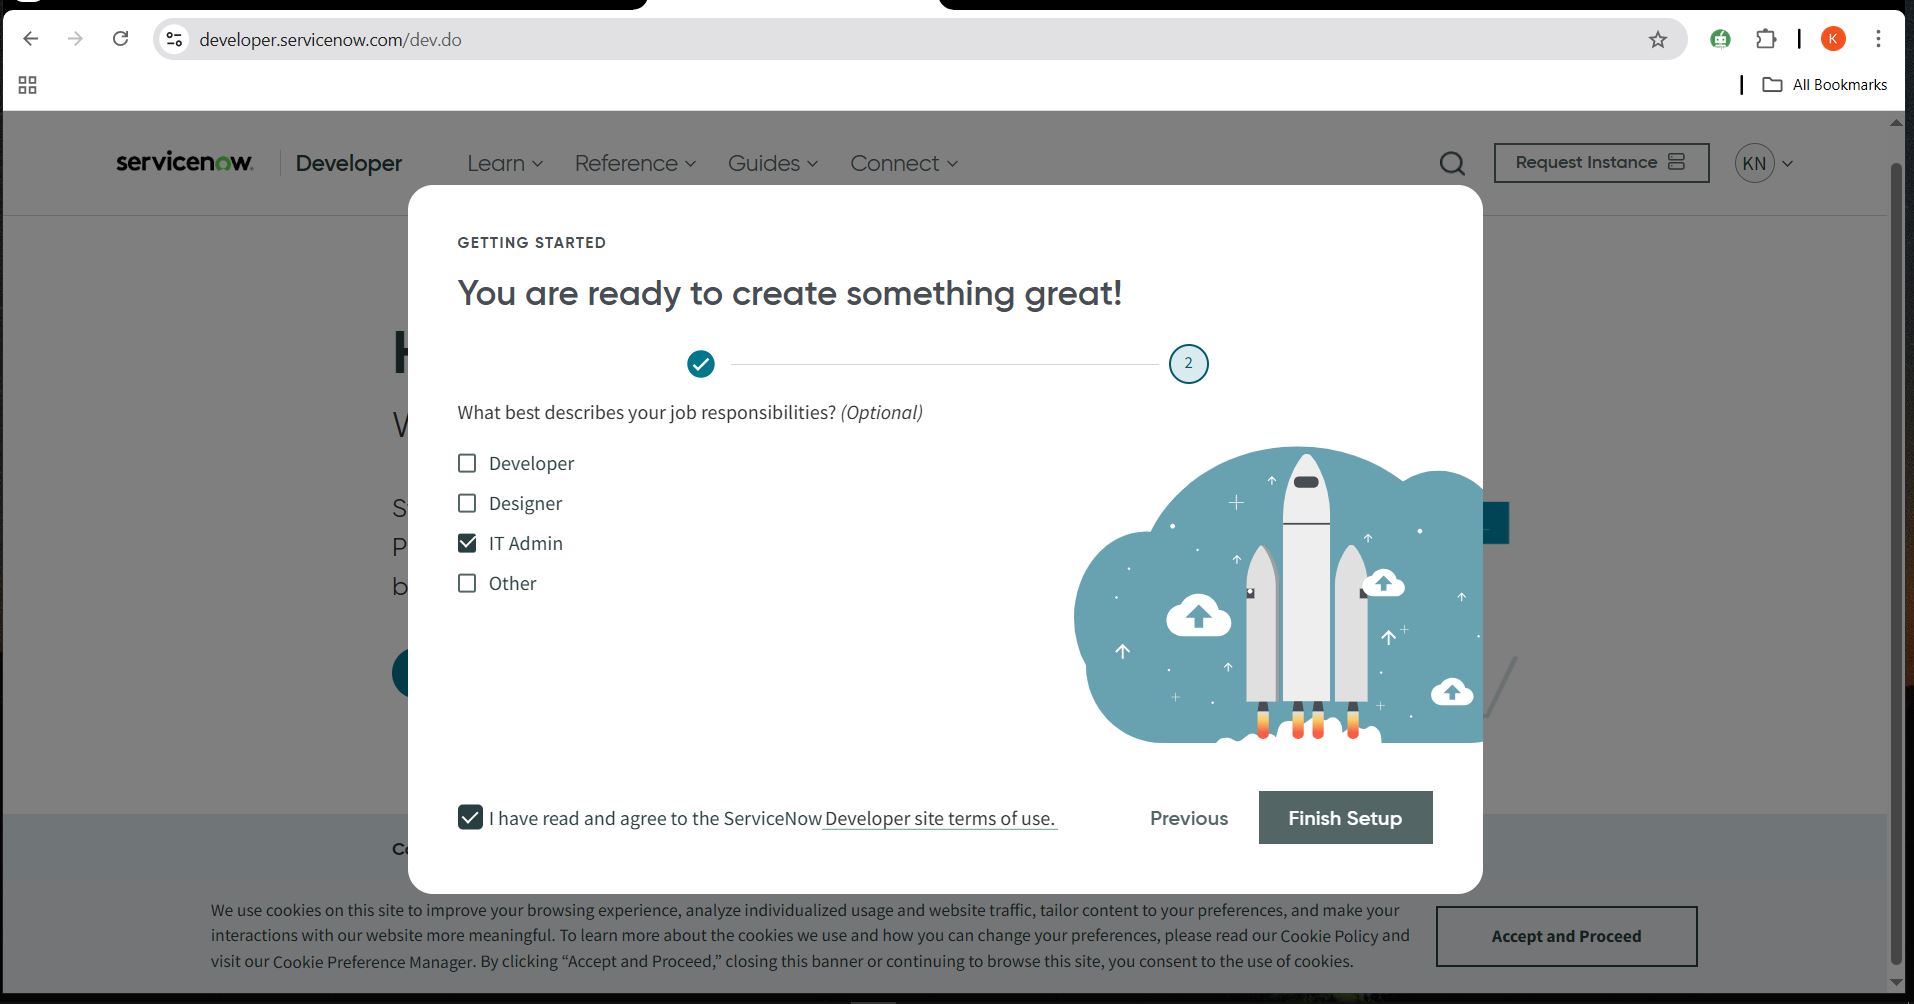 developer.servicenow.com/dev.do
K
All Bookmarks
servicenow. Developer Learn Reference Guides Connect Request Instance KN
GETTING STARTED
You are ready to create something great!
2
What best describes your job responsibilities? (Optional)
Developer
Designer
IT Admin
Other
I have read and agree to the ServiceNow Developer site terms of use. Previous Finish Setup
We use cookies on this site to improve your browsing experience, analyze individualized usage and website traffic, tailor content to your preferences, and make your
interactions with our website more meaningful. To learn more about the cookies we use and how you can change your preferences, please read our Cookie Policy and
visit our Cookie Preference Manager. By clicking “Accept and Proceed,” closing this banner or continuing to browse this site, you consent to the use of cookies.
Accept and Proceed